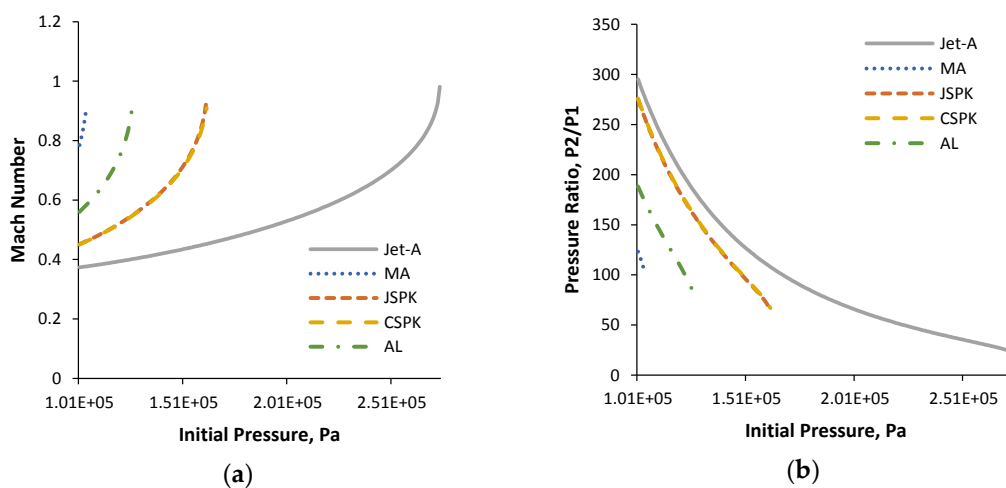 1.2
1
0.8
0.6
0.4
0.2
0
Mach Number
Jet-A
MA
JSPK
CSPK
AL
1.01E+05 1.51E+05 2.01E+05 2.51E+05
Initial Pressure, Pa
(a)
350
300
250
200
150
100
50
0
Pressure Ratio, P2/P1
Jet-A
MA
JSPK
CSPK
AL
1.01E+05 1.51E+05 2.01E+05 2.51E+05
Initial Pressure, Pa
(b)